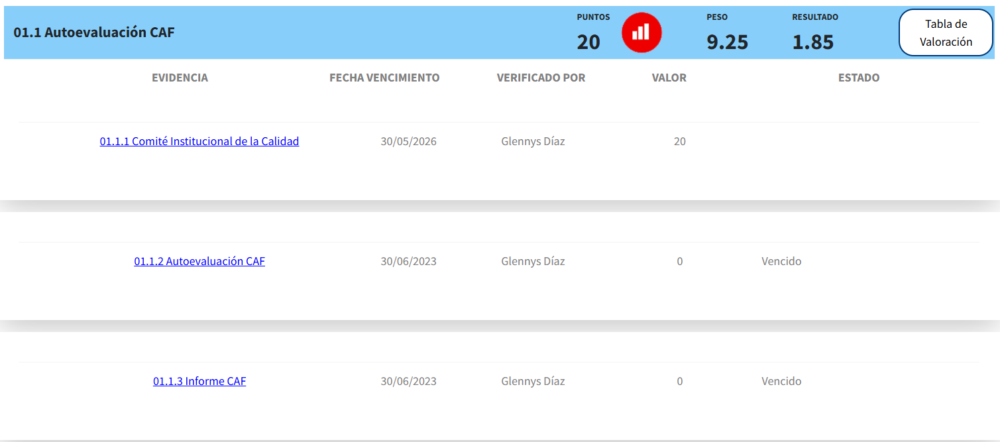 01.1 Autoevaluación CAF
PUNTOS
20
PESO
9.25
RESULTADO
1.85
Tabla de
Valoración
EVIDENCIA FECHA VENCIMIENTO VERIFICADO POR VALOR ESTADO
01.1.1 Comité Institucional de la Calidad 30/05/2026 Glennys Díaz 20
01.1.2 Autoevaluación CAF 30/06/2023 Glennys Díaz 0 Vencido
01.1.3 Informe CAF 30/06/2023 Glennys Díaz 0 Vencido